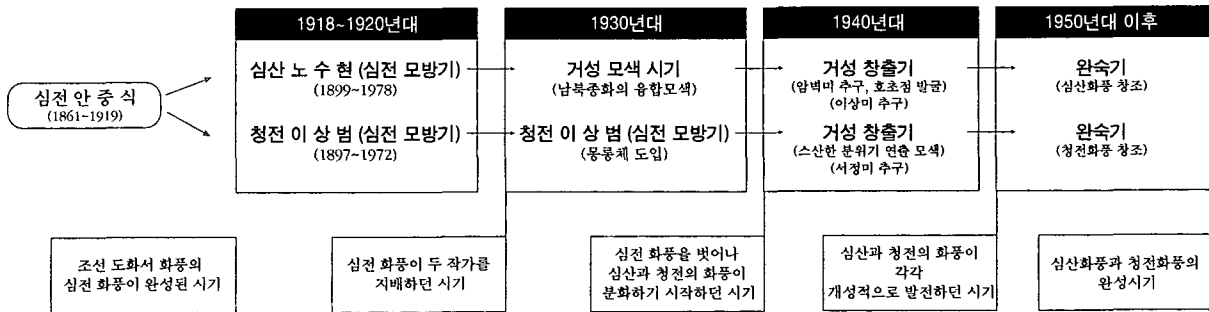 1918~1920년대
1930년대
1940년대
1950년대 이후
심전 안 중 식
(1861~1919)
심산 노 수 현 (심전 모방기)
(1899~1978)
거성 모색 시기
(남북종화의 융합모색)
거성 창출기
(암벽미 추구, 호초점 발굴)
(이상미 추구)
완숙기
(심산화풍 창조)
청전 이 상 범 (심전 모방기)
(1897~1972)
청전 이 상 범 (심전 모방기)
(몽롱체 도입)
거성 창출기
(스산한 분위기 연출 모색)
(서정미 추구)
완숙기
(청전화풍 창조)
조선 도화서 화풍의
심전 화풍이 완성된 시기
심전 화풍이 두 작가를
지배하던 시기
심전 화풍을 벗어나
심산과 청전의 화풍이
분화하기 시작하던 시기
심산과 청전의 화풍이
각각
개성적으로 발전하던 시기
심산화풍과 청전화풍의
완성시기